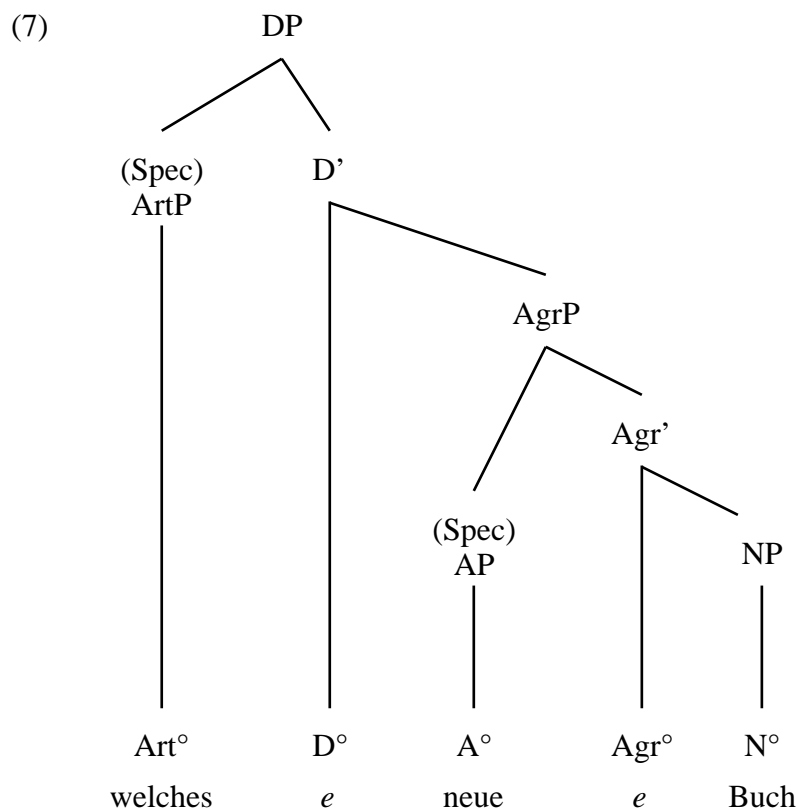 (7) DP
(Spec) D’
ArtP
AgrP
Agr’
(Spec)
AP NP
Art° D° A° Agr° N°
welches e neue e Buch